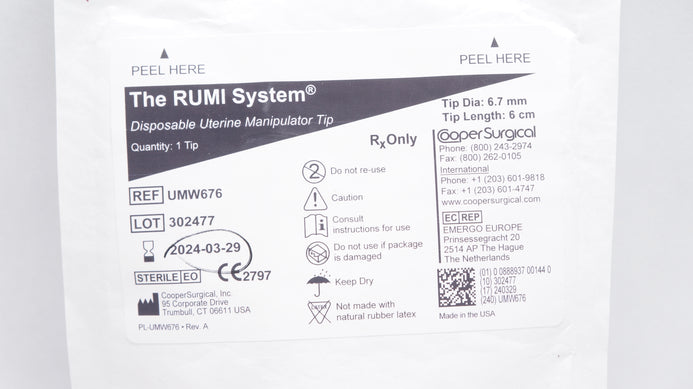 PEEL HERE
PEEL HERE
The RUMI System®
Disposable Uterine Manipulator Tip
Quantity: 1 Tip
Tip Dia: 6.7 mm
Tip Length: 6 cm
RxOnly
CooperSurgical
Phone: (800) 243-2974
Fax: (800) 262-0105
International
Phone: +1 (203) 601-9818
Fax: +1 (203) 601-4747
www.coopersurgical.com
REF UMW676
LOT 302477
2024-03-29
STERILE EO
CE 2797
CooperSurgical, Inc.
95 Corporate Drive
Trumbull, CT 06611 USA
PL-UMW676 • Rev. A
2 Do not re-use
Caution
Consult
instructions for use
Do not use if package
is damaged
Keep Dry
LATEX Not made with
natural rubber latex
EC REP
EMERGO EUROPE
Prinsessegracht 20
2514 AP The Hague
The Netherlands
(01) 0 0888937 00144 0
(10) 302477
(17) 240329
(240) UMW676
Made in the USA